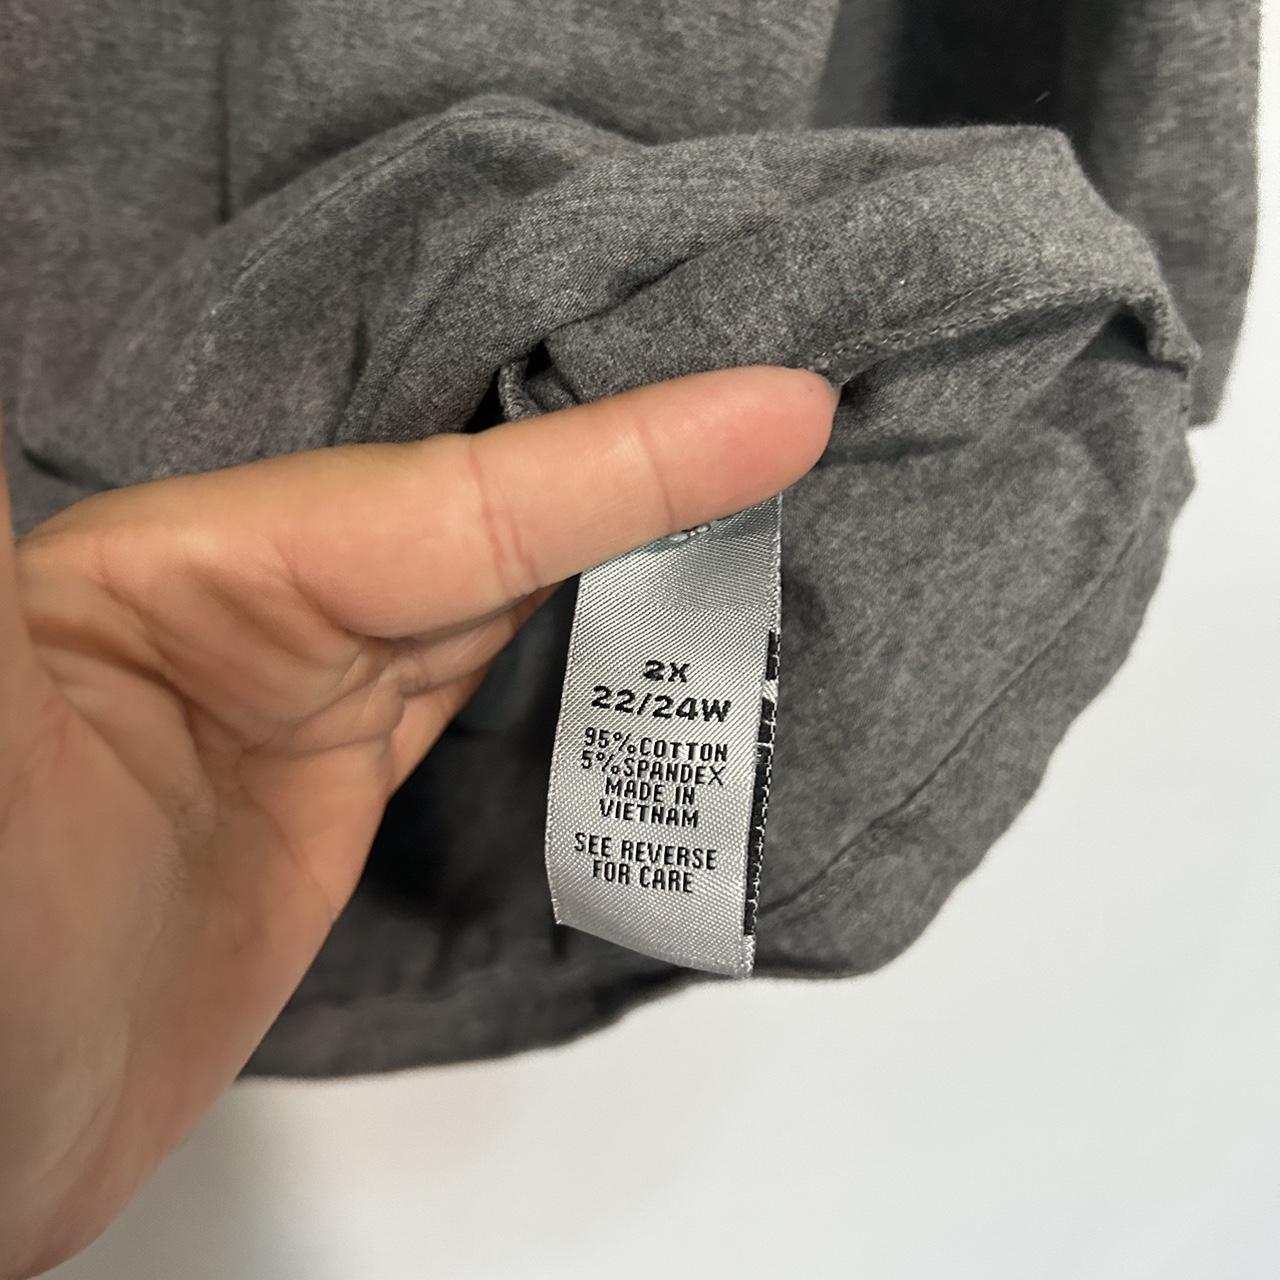 2X
22/24W
95%COTTON
5%SPANDEX
MADE IN
VIETNAM
SEE REVERSE
FOR CARE